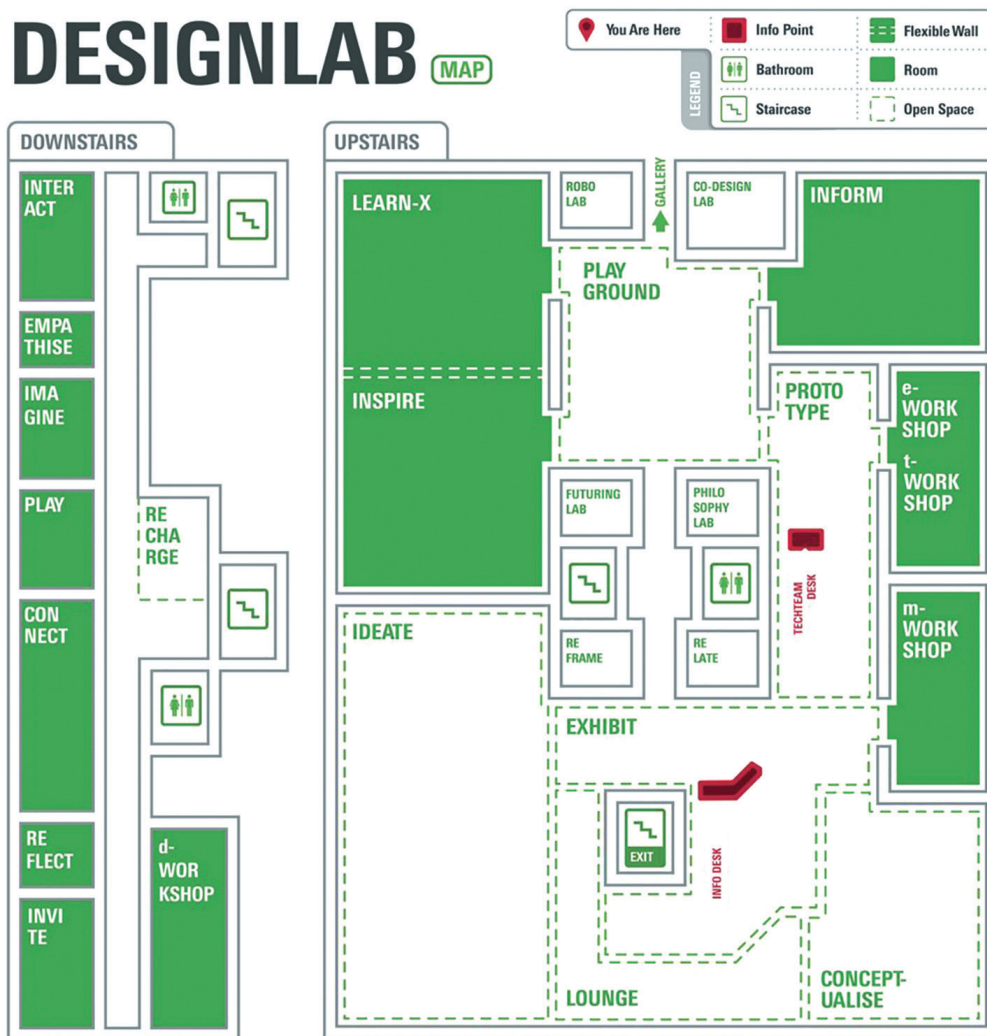 DESIGNLAB
MAP
LEGEND
You Are Here
Info Point
Flexible Wall
Bathroom
Room
Staircase
Open Space
DOWNSTAIRS
INTER
ACT
EMPA
THISE
IMA
GINE
PLAY
RE
CHA
RGE
CON
NECT
RE
FLECT
INVI
TE
d-
WOR
KSHOP
UPSTAIRS
LEARN-X
ROBO
LAB
GALLERY
CO-DESIGN
LAB
INFORM
PLAY
GROUND
INSPIRE
PROTO
TYPE
e-
WORK
SHOP
t-
WORK
SHOP
FUTURING
LAB
PHILO
SOPHY
LAB
TECHTEAM
DESK
IDEATE
RE
FRAME
RE
LATE
m-
WORK
SHOP
EXHIBIT
EXIT
INFO DESK
LOUNGE
CONCEPT-
UALISE